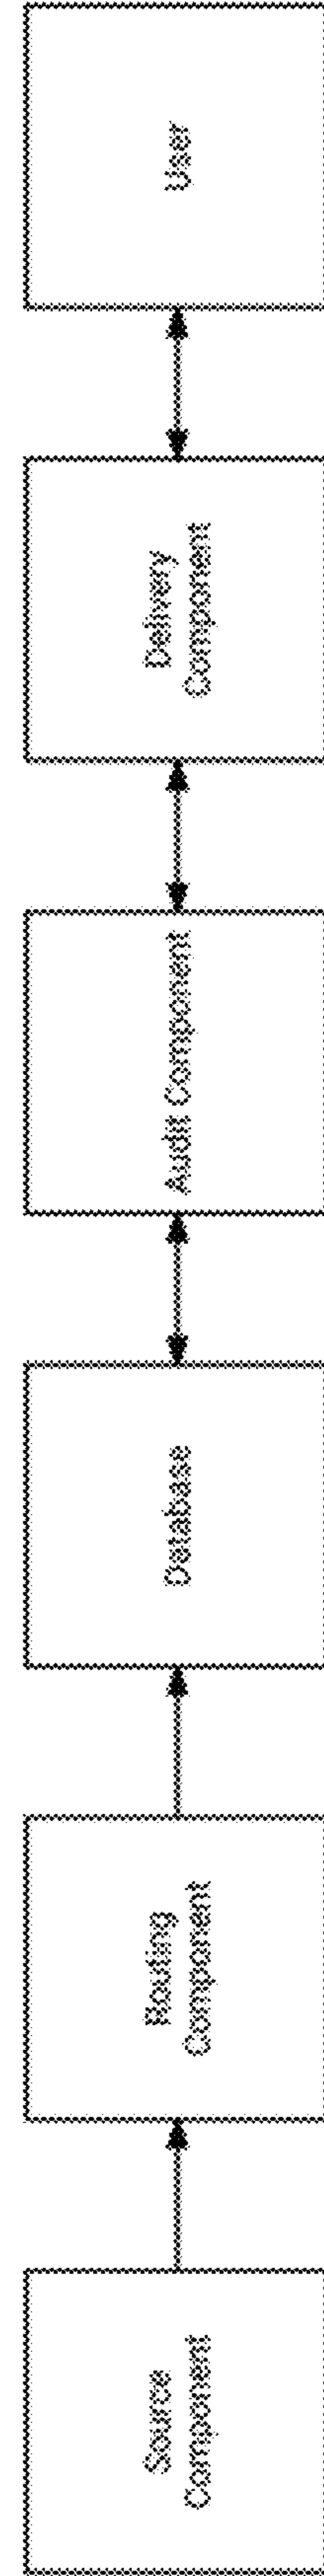 Source
Component
Routing
Component
Database
Audit Component
Delivery
Component
User